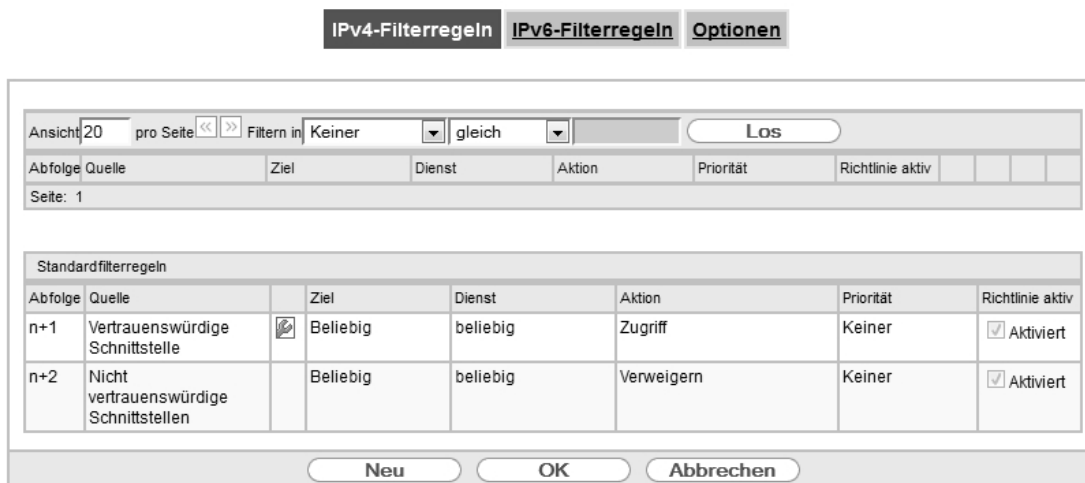 IPv4-Filterregeln IPv6-Filterregeln Optionen
Ansicht 20 pro Seite « » Filtern in Keiner gleich Los
Abfolge Quelle Ziel Dienst Aktion Priorität Richtlinie aktiv
Seite: 1
Standardfilterregeln
Abfolge Quelle Ziel Dienst Aktion Priorität Richtlinie aktiv
n+1 Vertrauenswürdige Beliebig beliebig Zugriff Keiner Aktiviert
Schnittstelle
n+2 Nicht Beliebig beliebig Verweigern Keiner Aktiviert
vertrauenswürdige
Schnittstellen
Neu OK Abbrechen